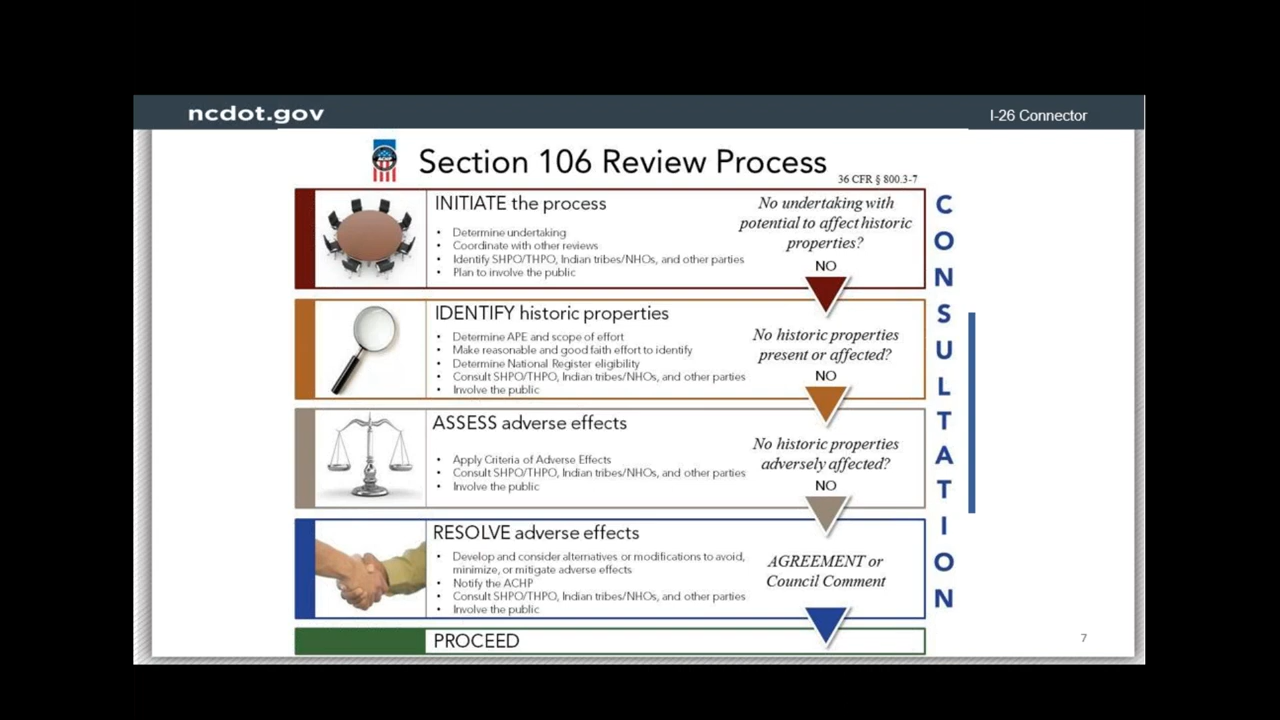 ncdot.gov
I-26 Connector
Section 106 Review Process
36 CFR § 800.3-7
INITIATE the process
• Determine undertaking
• Coordinate with other reviews
• Identify SHPO/THPO, Indian tribes/NHOs, and other parties
• Plan to involve the public
No undertaking with
potential to affect historic
properties?
NO
IDENTIFY historic properties
• Determine APE and scope of effort
• Make reasonable and good faith effort to identify
• Determine National Register eligibility
• Consult SHPO/THPO, Indian tribes/NHOs, and other parties
• Involve the public
No historic properties
present or affected?
NO
ASSESS adverse effects
• Apply Criteria of Adverse Effects
• Consult SHPO/THPO, Indian tribes/NHOs, and other parties
• Involve the public
No historic properties
adversely affected?
NO
RESOLVE adverse effects
• Develop and consider alternatives or modifications to avoid,
minimize, or mitigate adverse effects
• Notify the ACHP
• Consult SHPO/THPO, Indian tribes/NHOs, and other parties
• Involve the public
AGREEMENT or
Council Comment
PROCEED
CONSULTATION
7